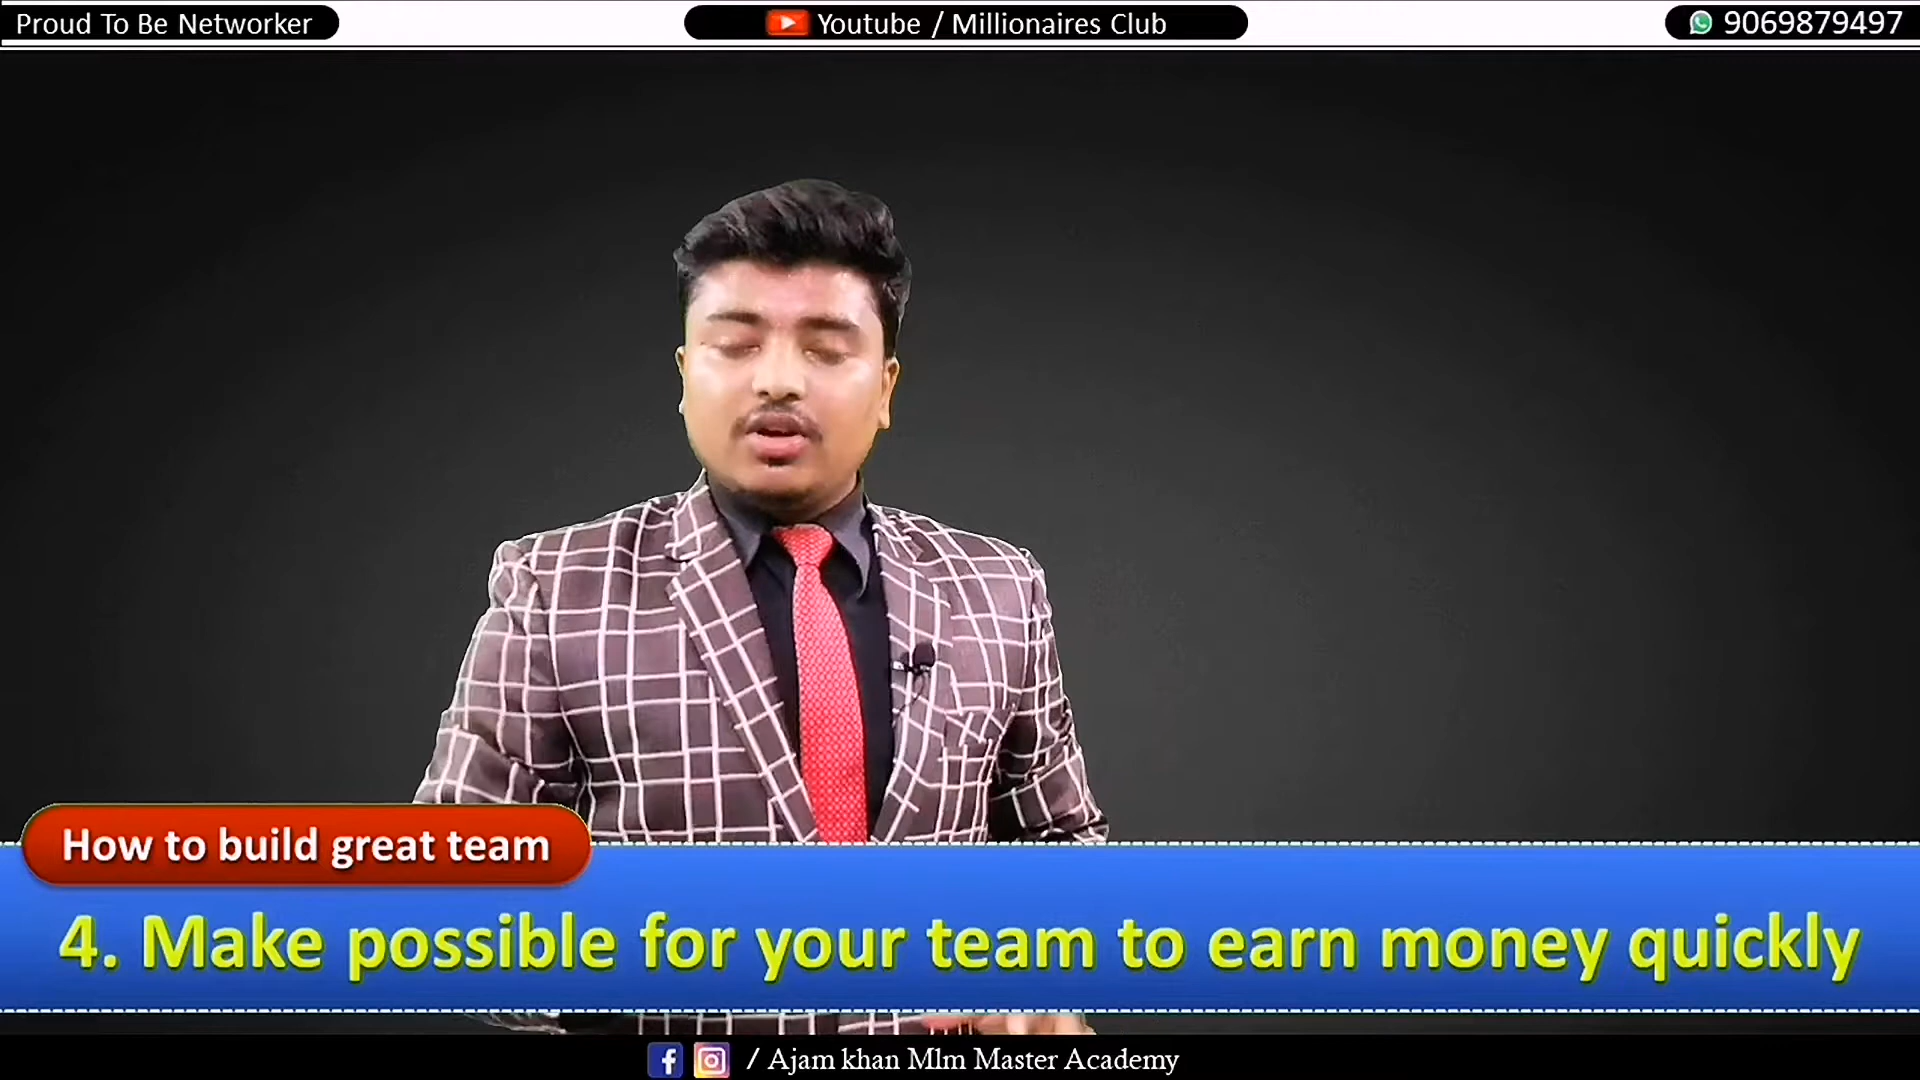 Proud To Be Networker
Youtube / Millionaires Club
9069879497
How to build great team
4. Make possible for your team to earn money quickly
/ Ajam khan Mlm Master Academy